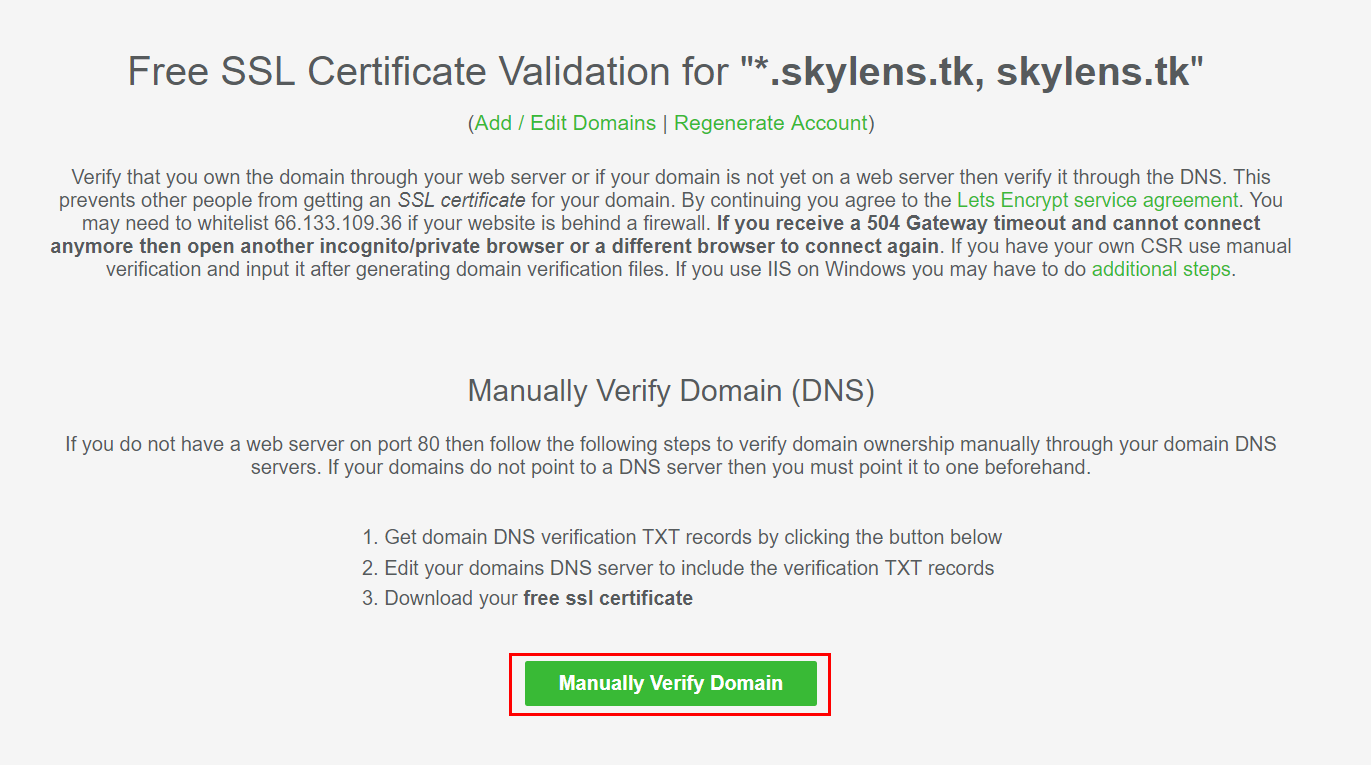 Free SSL Certificate Validation for "*.skylens.tk, skylens.tk"
(Add / Edit Domains | Regenerate Account)
Verify that you own the domain through your web server or if your domain is not yet on a web server then verify it through the DNS. This
prevents other people from getting an SSL certificate for your domain. By continuing you agree to the Lets Encrypt service agreement. You
may need to whitelist 66.133.109.36 if your website is behind a firewall. If you receive a 504 Gateway timeout and cannot connect
anymore then open another incognito/private browser or a different browser to connect again. If you have your own CSR use manual
verification and input it after generating domain verification files. If you use IIS on Windows you may have to do additional steps.
Manually Verify Domain (DNS)
If you do not have a web server on port 80 then follow the following steps to verify domain ownership manually through your domain DNS
servers. If your domains do not point to a DNS server then you must point it to one beforehand.
1. Get domain DNS verification TXT records by clicking the button below
2. Edit your domains DNS server to include the verification TXT records
3. Download your free ssl certificate
Manually Verify Domain